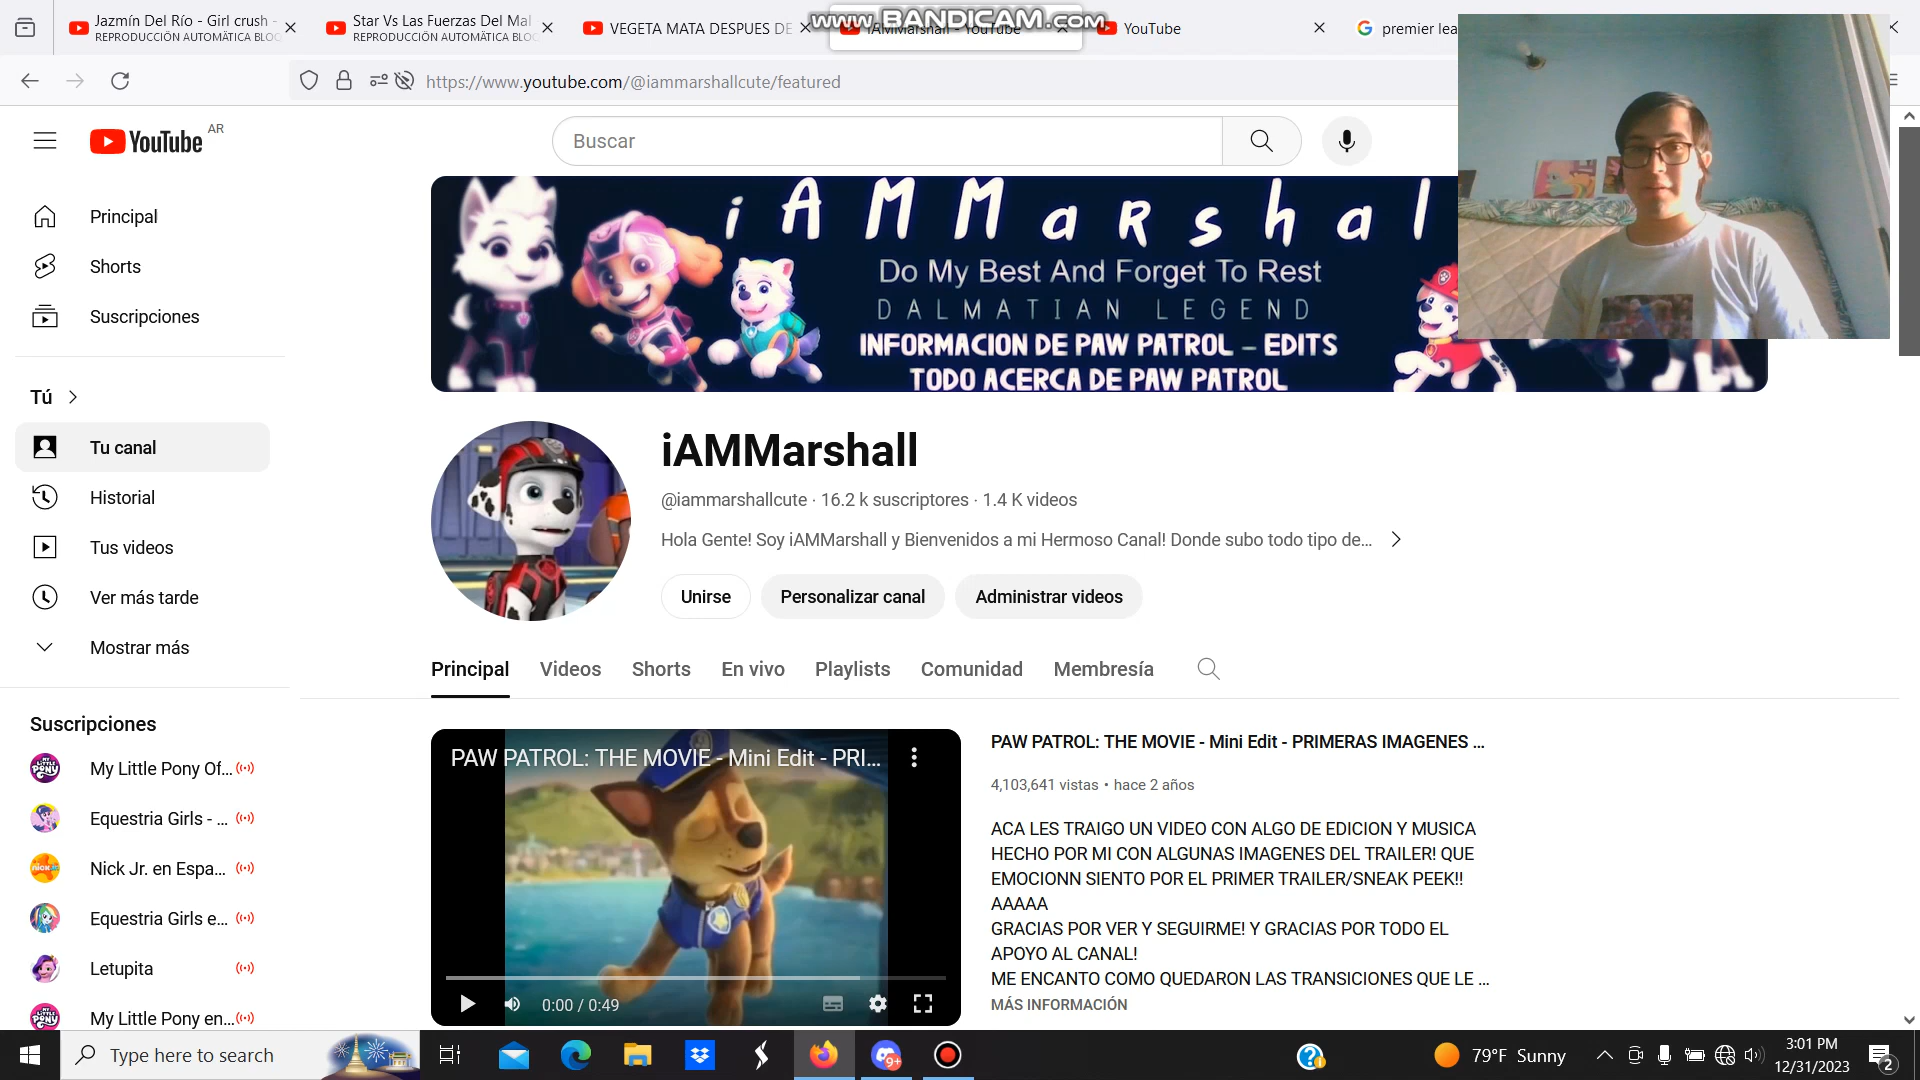 Jazmín Del Río - Girl crush -
REPRODUCCIÓN AUTOMÁTICA BLOC
Star Vs Las Fuerzas Del Mal
REPRODUCCIÓN AUTOMÁTICA BLOC
VEGETA MATA DESPUES DE
www.BANDICAM.com
iAMMarshall - YouTube
YouTube
premier lea
https://www.youtube.com/@iammarshallcute/featured
YouTube
AR
Buscar
iAMMaRshal
Do My Best And Forget To Rest
DALMATIAN LEGEND
INFORMACION DE PAW PATROL - EDITS
TODO ACERCA DE PAW PATROL
Principal
Shorts
Suscripciones
Tú
Tu canal
Historial
Tus videos
Ver más tarde
Mostrar más
Suscripciones
My Little Pony Of...
Equestria Girls - ...
Nick Jr. en Espa...
Equestria Girls e...
Letupita
My Little Pony en...
iAMMarshall
@iammarshallcute · 16.2 k suscriptores · 1.4 K videos
Hola Gente! Soy iAMMarshall y Bienvenidos a mi Hermoso Canal! Donde subo todo tipo de...
Unirse
Personalizar canal
Administrar videos
Principal
Videos
Shorts
En vivo
Playlists
Comunidad
Membresía
PAW PATROL: THE MOVIE - Mini Edit - PRI...
0:00 / 0:49
PAW PATROL: THE MOVIE - Mini Edit - PRIMERAS IMAGENES ...
4,103,641 vistas • hace 2 años
ACA LES TRAIGO UN VIDEO CON ALGO DE EDICION Y MUSICA
HECHO POR MI CON ALGUNAS IMAGENES DEL TRAILER! QUE
EMOCIONN SIENTO POR EL PRIMER TRAILER/SNEAK PEEK!!
AAAAA
GRACIAS POR VER Y SEGUIRME! Y GRACIAS POR TODO EL
APOYO AL CANAL!
ME ENCANTO COMO QUEDARON LAS TRANSICIONES QUE LE ...
MÁS INFORMACIÓN
Type here to search
9+
79°F Sunny
3:01 PM
12/31/2023
2